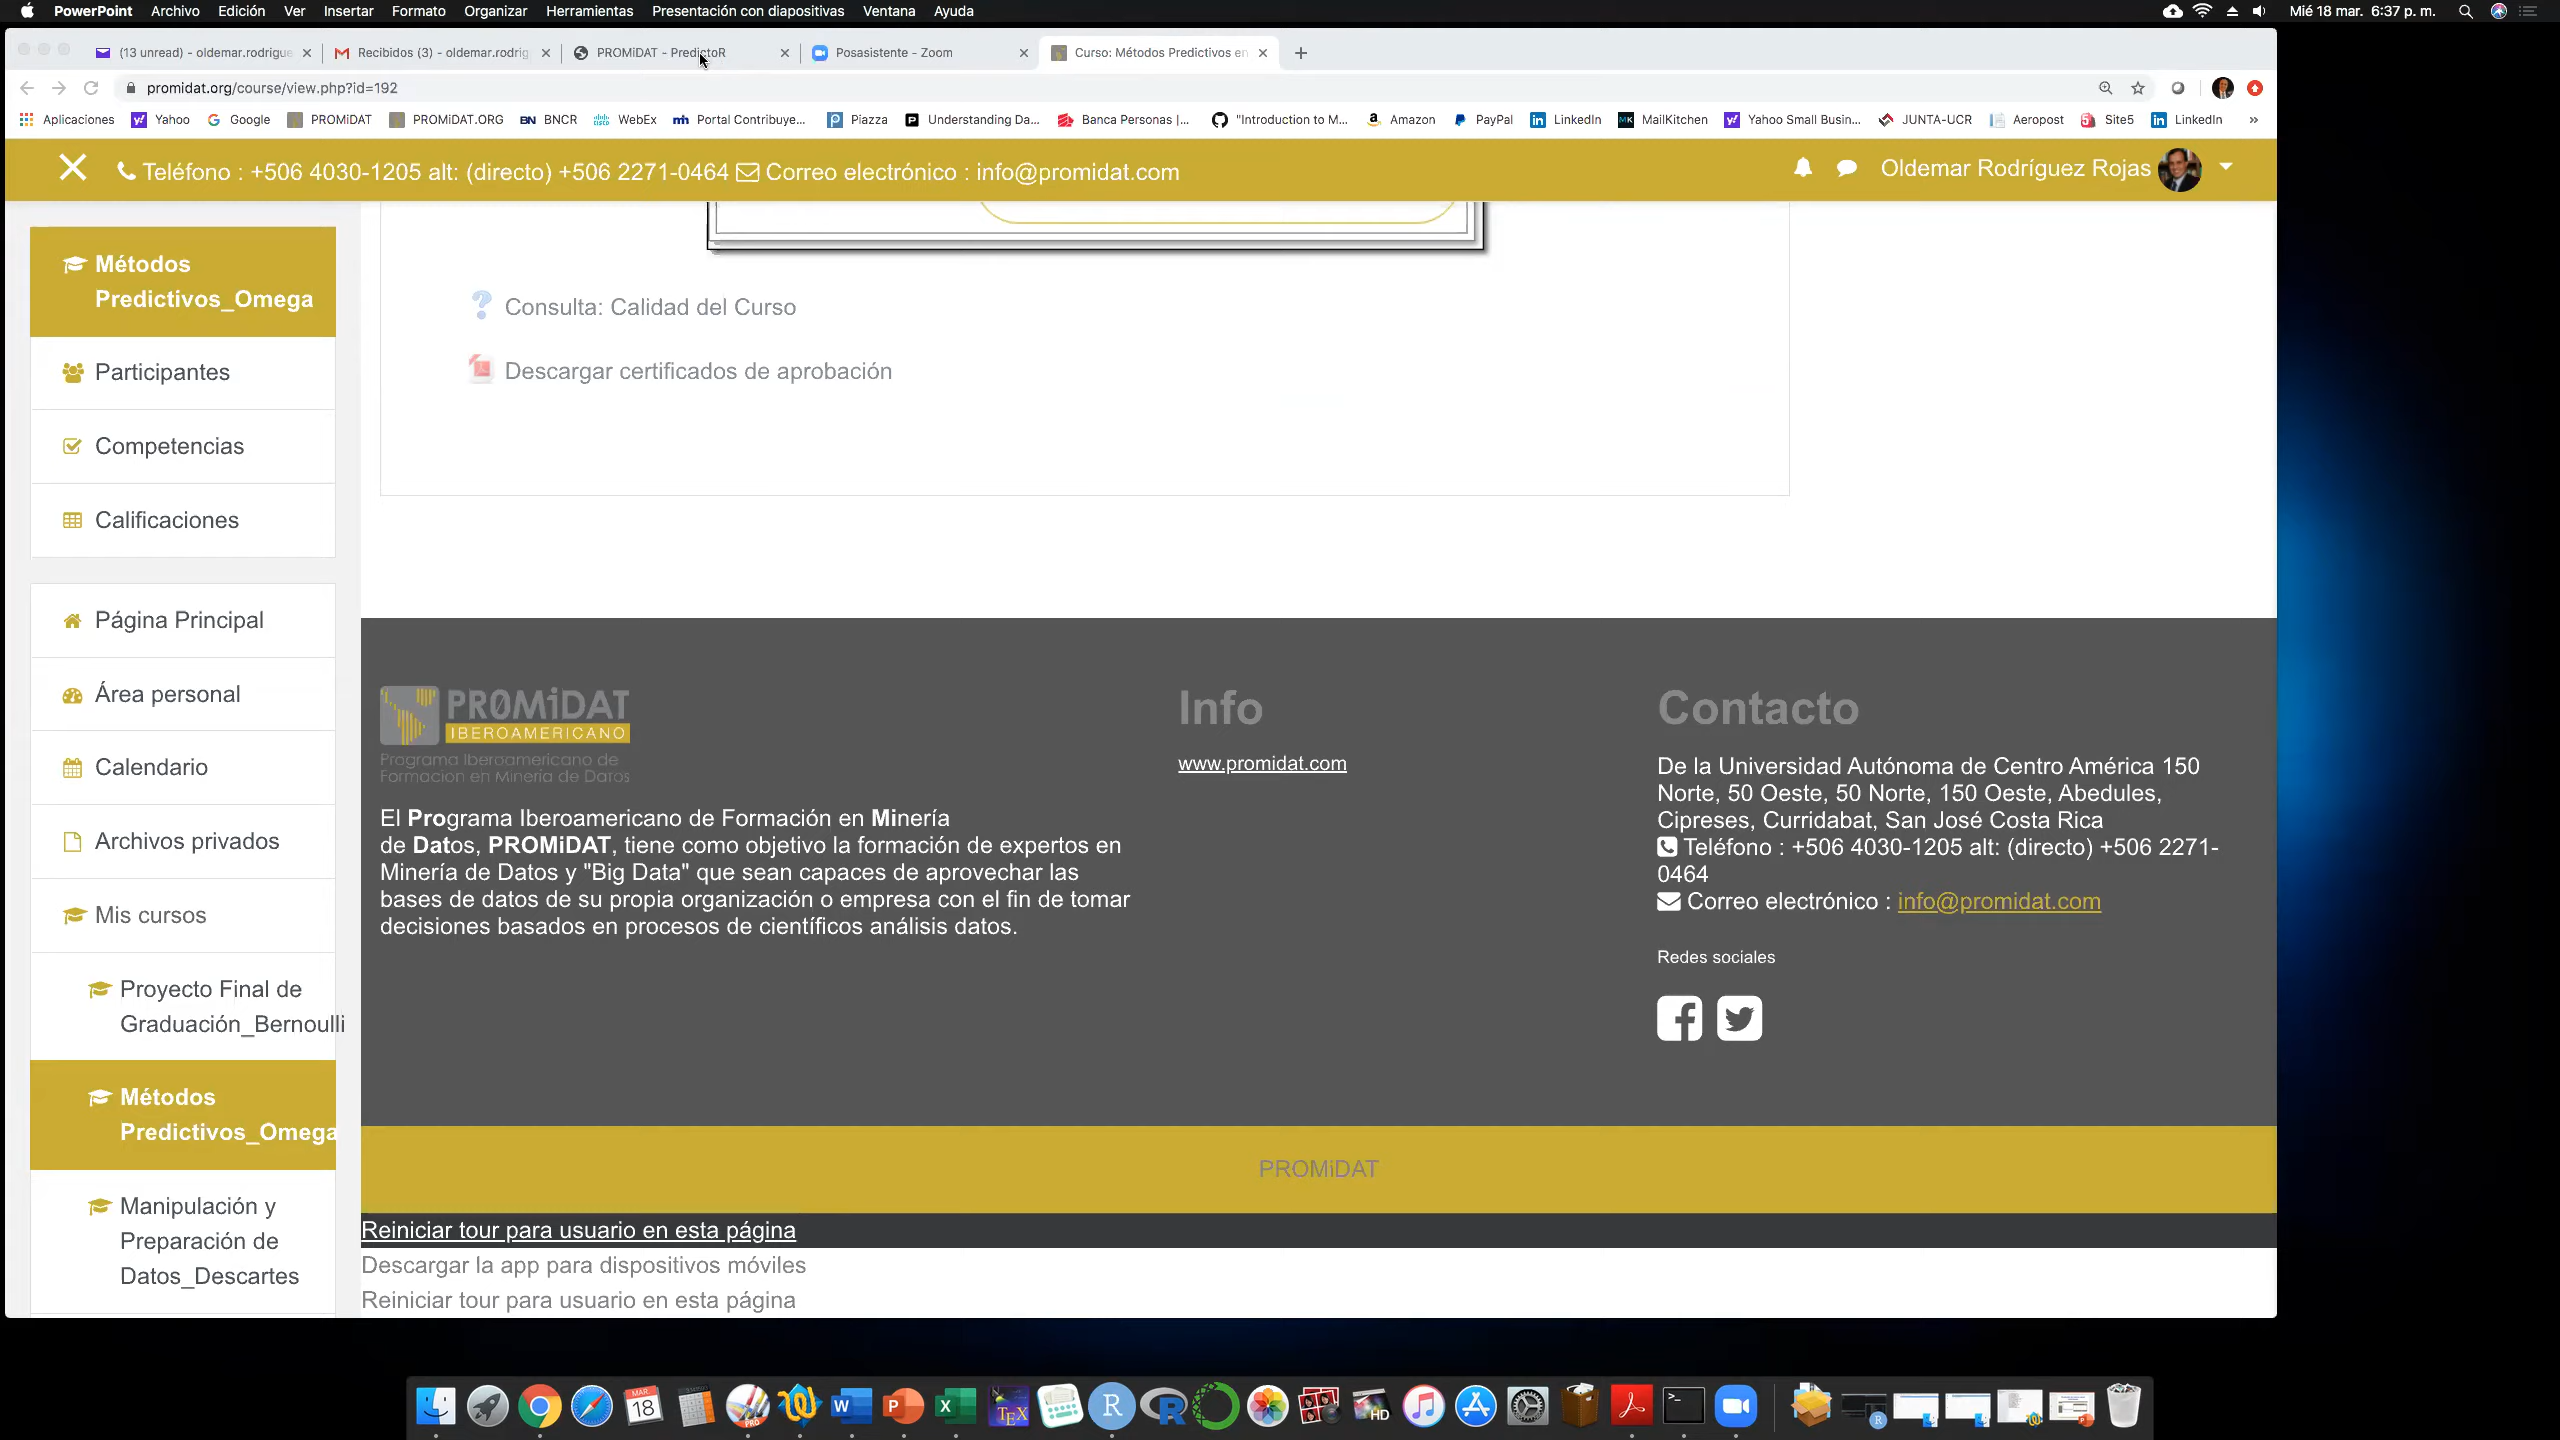 PowerPoint Archivo Edición Ver Insertar Formato Organizar Herramientas Presentación con diapositivas Ventana Ayuda Mié 18 mar. 6:37 p. m.
(13 unread) - oldemar.rodrigue Recibidos (3) - oldemar.rodrig PROMiDAT - PredictoR Posasistente - Zoom Curso: Métodos Predictivos en
promidat.org/course/view.php?id=192
Aplicaciones Yahoo Google PROMiDAT PROMiDAT.ORG BNCR WebEx Portal Contribuye... Piazza Understanding Da... Banca Personas |... "Introduction to M... Amazon PayPal LinkedIn MailKitchen Yahoo Small Busin... JUNTA-UCR Aeropost Site5 LinkedIn »
Teléfono : +506 4030-1205 alt: (directo) +506 2271-0464 Correo electrónico : info@promidat.com Oldemar Rodríguez Rojas
Métodos
Predictivos_Omega
Participantes
Competencias
Calificaciones
Página Principal
Área personal
Calendario
Archivos privados
Mis cursos
Proyecto Final de
Graduación_Bernoulli
Métodos
Predictivos_Omega
Manipulación y
Preparación de
Datos_Descartes
Consulta: Calidad del Curso
Descargar certificados de aprobación
PROMiDAT
IBEROAMERICANO
Programa Iberoamericano de
Formación en Minería de Datos
El Programa Iberoamericano de Formación en Minería
de Datos, PROMiDAT, tiene como objetivo la formación de expertos en
Minería de Datos y "Big Data" que sean capaces de aprovechar las
bases de datos de su propia organización o empresa con el fin de tomar
decisiones basados en procesos de científicos análisis datos.
Info
www.promidat.com
Contacto
De la Universidad Autónoma de Centro América 150
Norte, 50 Oeste, 50 Norte, 150 Oeste, Abedules,
Cipreses, Curridabat, San José Costa Rica
Teléfono : +506 4030-1205 alt: (directo) +506 2271-
0464
Correo electrónico : info@promidat.com
Redes sociales
PROMiDAT
Reiniciar tour para usuario en esta página
Descargar la app para dispositivos móviles
Reiniciar tour para usuario en esta página
MAR
18
PRO
W
P
X
TEX
R
R
HD